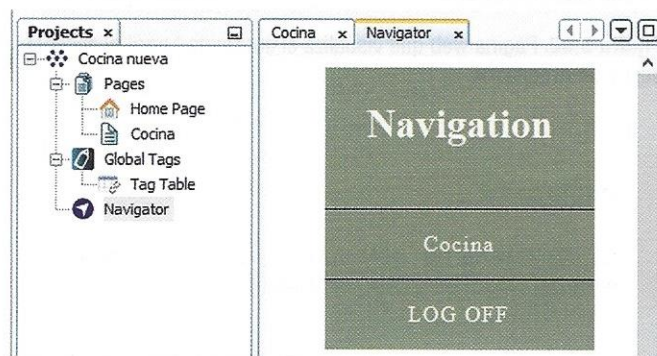 Projects x
Cocina x Navigator x
Cocina nueva
Pages
Home Page
Cocina
Global Tags
Tag Table
Navigator
Navigation
Cocina
LOG OFF